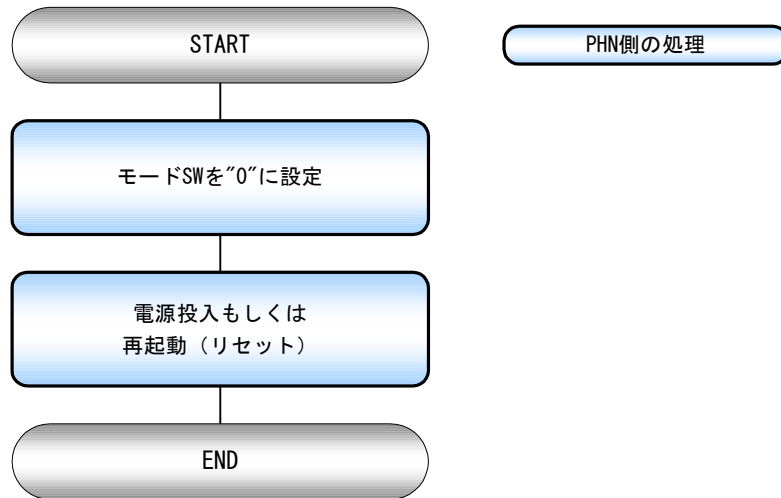 START
PHN側の処理
モードSWを"0"に設定
電源投入もしくは
再起動（リセット）
END